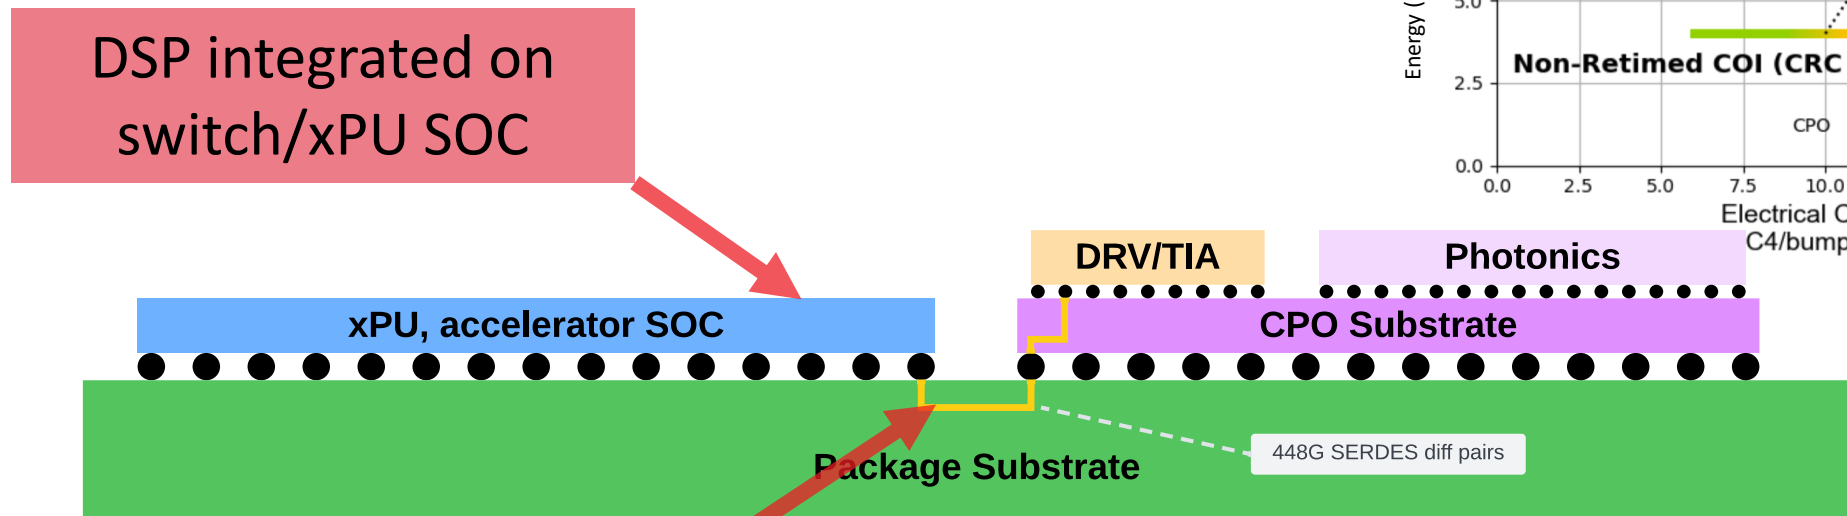 DSP integrated on
switch/xPU SOC
Energy (
5.0
Non-Retimed COI (CRC
2.5
CPO
0.0
0.0 2.5 5.0 7.5 10.0
Electrical C
C4/bump
DRV/TIA
Photonics
xPU, accelerator SOC
CPO Substrate
448G SERDES diff pairs
Package Substrate